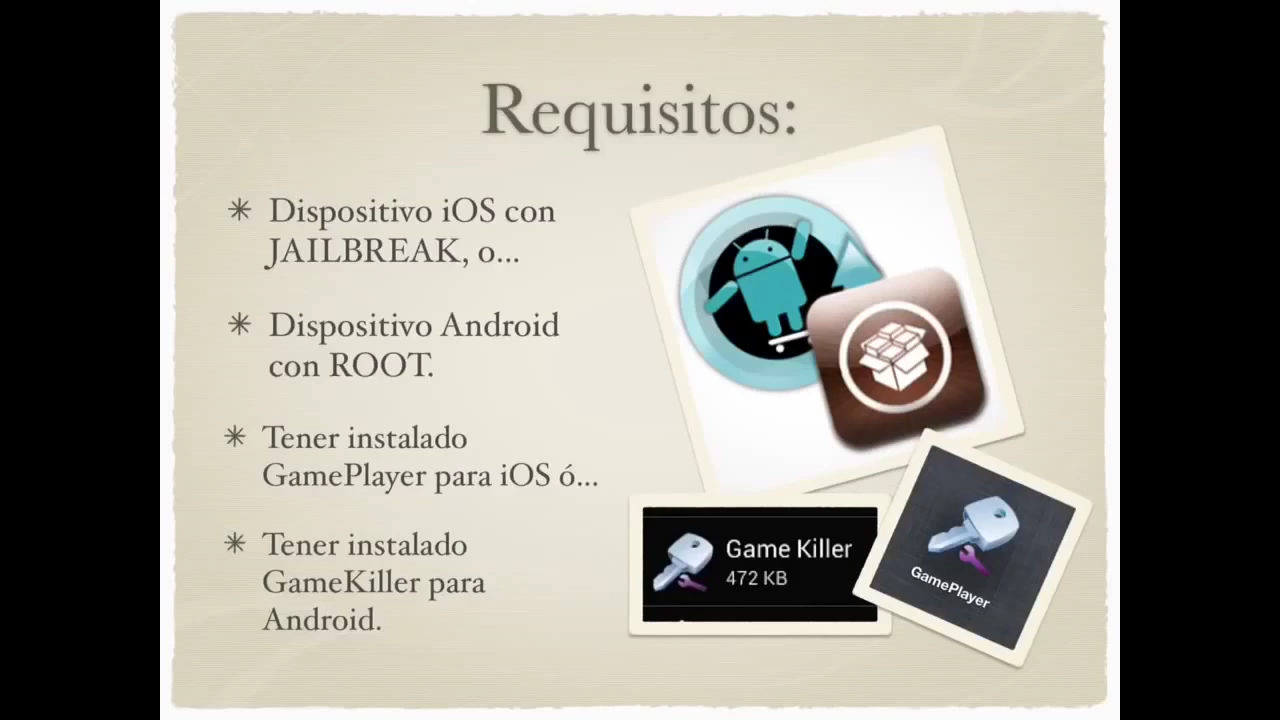 Requisitos:
Dispositivo iOS con
JAILBREAK, o...
Dispositivo Android
con ROOT.
Tener instalado
GamePlayer para iOS ó...
Tener instalado
GameKiller para
Android.
Game Killer
472 KB
GamePlayer